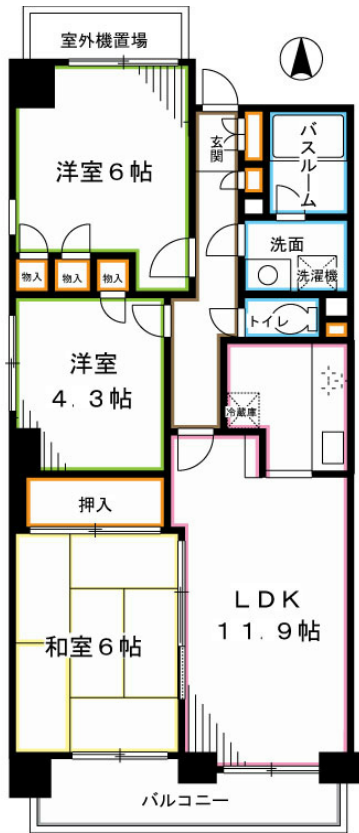 室外機置場
玄関
バスルーム
洋室6帖
洗面
洗濯機
物入
物入
物入
トイレ
洋室
4.3帖
冷蔵庫
押入
LDK
11.9帖
和室6帖
バルコニー